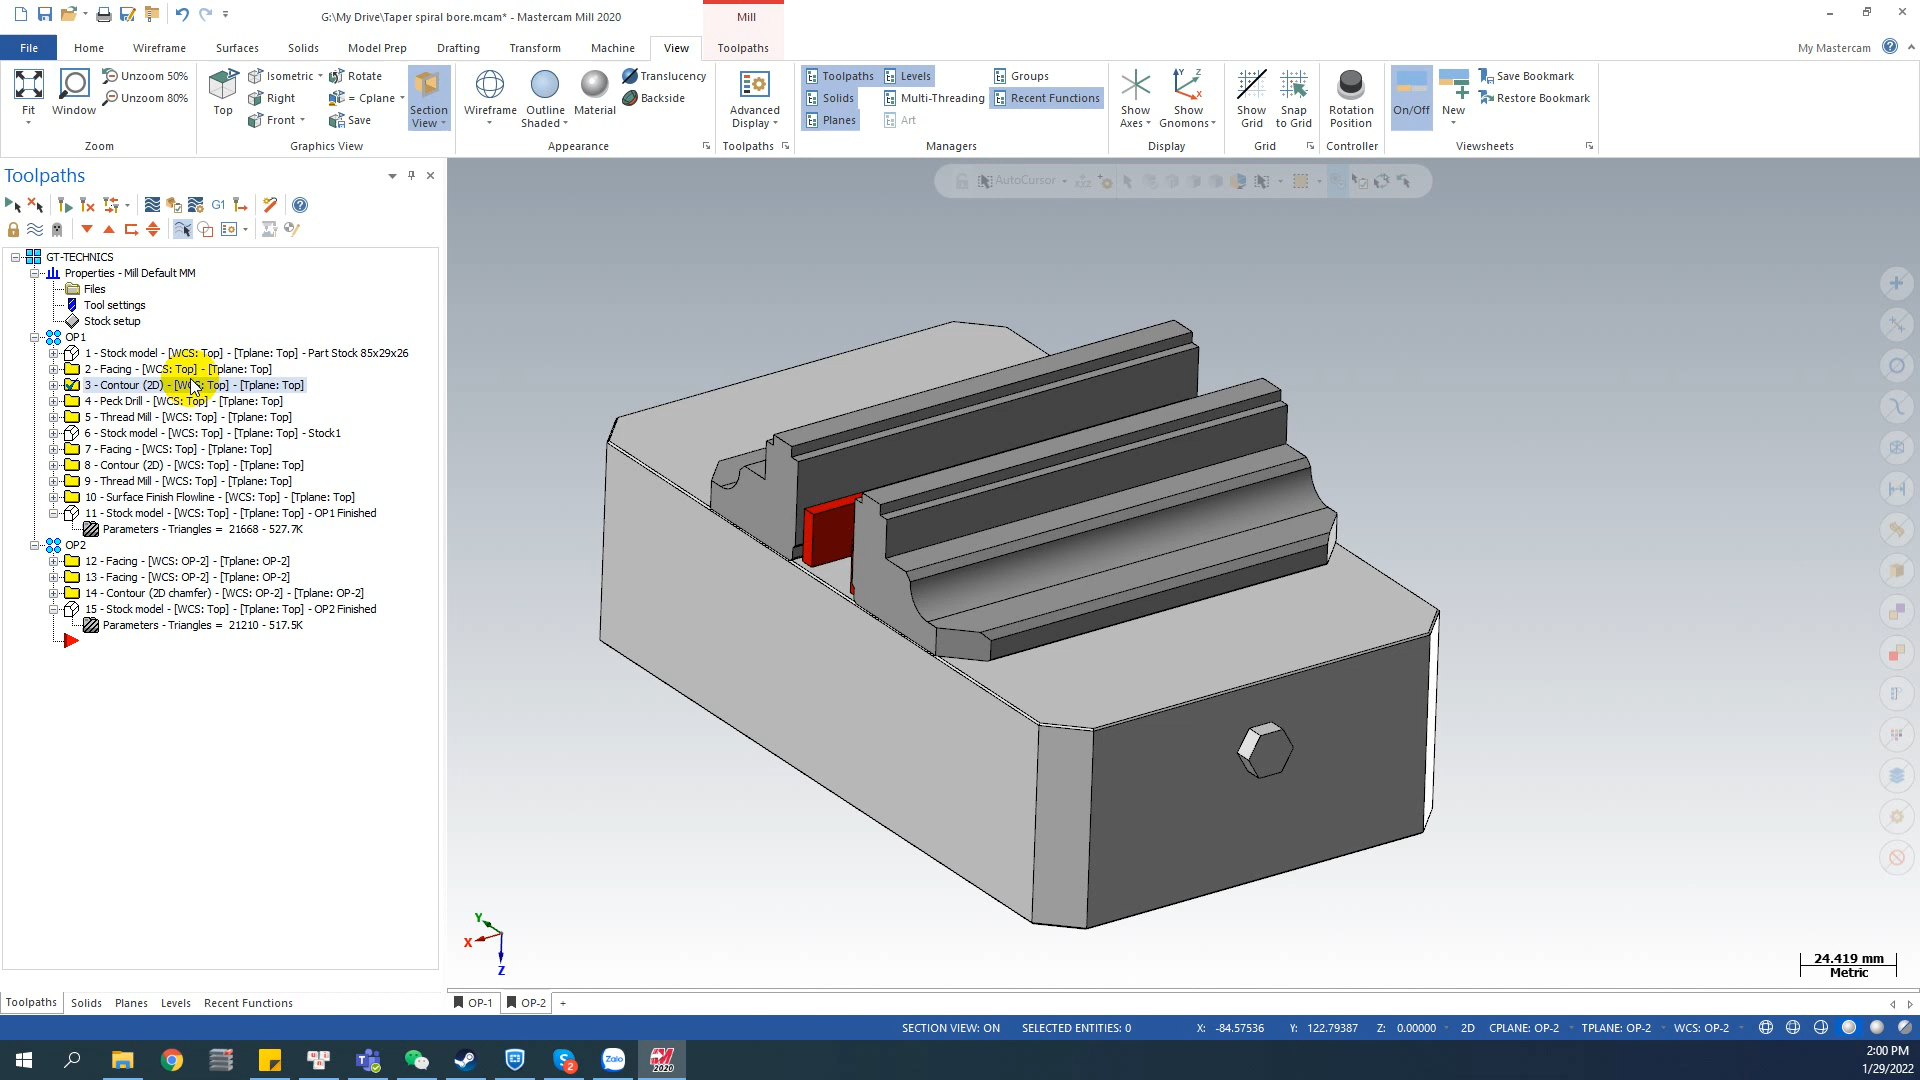 G:\My Drive\Taper spiral bore.mcam* - Mastercam Mill 2020
Mill
File
Home
Wireframe
Surfaces
Solids
Model Prep
Drafting
Transform
Machine
View
Toolpaths
My Mastercam
Fit
Window
Unzoom 50%
Unzoom 80%
Zoom
Top
Isometric
Right
Front
Rotate
= Cplane
Save
Section View
Graphics View
Wireframe
Outline Shaded
Material
Translucency
Backside
Appearance
Advanced Display
Toolpaths
Toolpaths
Solids
Planes
Levels
Multi-Threading
Art
Groups
Recent Functions
Managers
Show Axes
Show Gnomons
Display
Show Grid
Snap to Grid
Grid
Rotation Position
Controller
On/Off
New
Save Bookmark
Restore Bookmark
Viewsheets
Toolpaths
G1
AutoCursor
GT-TECHNICS
Properties - Mill Default MM
Files
Tool settings
Stock setup
OP1
1 - Stock model - [WCS: Top] - [Tplane: Top] - Part Stock 85x29x26
2 - Facing - [WCS: Top] - [Tplane: Top]
3 - Contour (2D) - [WCS: Top] - [Tplane: Top]
4 - Peck Drill - [WCS: Top] - [Tplane: Top]
5 - Thread Mill - [WCS: Top] - [Tplane: Top]
6 - Stock model - [WCS: Top] - [Tplane: Top] - Stock1
7 - Facing - [WCS: Top] - [Tplane: Top]
8 - Contour (2D) - [WCS: Top] - [Tplane: Top]
9 - Thread Mill - [WCS: Top] - [Tplane: Top]
10 - Surface Finish Flowline - [WCS: Top] - [Tplane: Top]
11 - Stock model - [WCS: Top] - [Tplane: Top] - OP1 Finished
Parameters - Triangles = 21668 - 527.7K
OP2
12 - Facing - [WCS: OP-2] - [Tplane: OP-2]
13 - Facing - [WCS: OP-2] - [Tplane: OP-2]
14 - Contour (2D chamfer) - [WCS: OP-2] - [Tplane: OP-2]
15 - Stock model - [WCS: Top] - [Tplane: Top] - OP2 Finished
Parameters - Triangles = 21210 - 517.5K
Y
X
Z
24.419 mm
Metric
Toolpaths
Solids
Planes
Levels
Recent Functions
OP-1
OP-2
+
SECTION VIEW: ON
SELECTED ENTITIES: 0
X: -84.57536
Y: 122.79387
Z: 0.00000
2D
CPLANE: OP-2
TPLANE: OP-2
WCS: OP-2
Zalo
2020
2
2:00 PM
1/29/2022